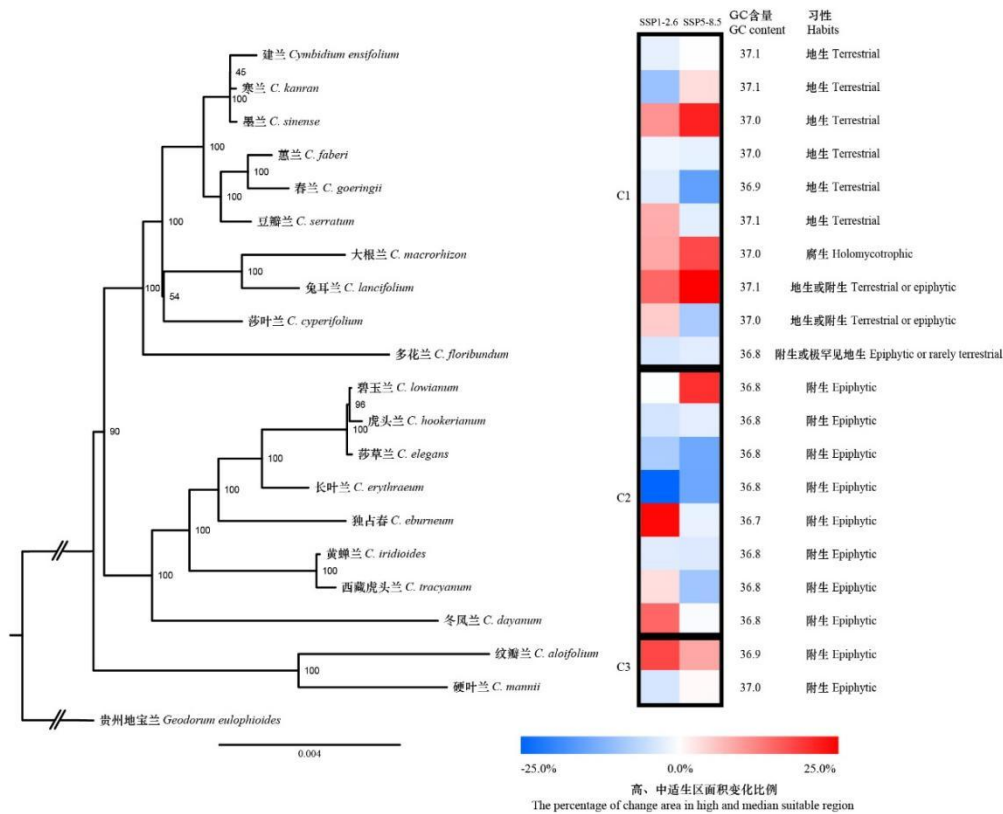 SSP1-2.6 SSP5-8.5 GC含量 习性
GC content Habits
建兰 Cymbidium ensifolium 37.1 地生 Terrestrial
45
寒兰 C. kanran 37.1 地生 Terrestrial
100
墨兰 C. sinense 37.0 地生 Terrestrial
100
蕙兰 C. faberi 37.0 地生 Terrestrial
100
春兰 C. goeringii 36.9 地生 Terrestrial
100
C1
豆瓣兰 C. serratum 37.1 地生 Terrestrial
100
大根兰 C. macrorhizon 37.0 腐生 Holomycotrophic
100
兔耳兰 C. lancifolium 37.1 地生或附生 Terrestrial or epiphytic
100 54
莎叶兰 C. cyperifolium 37.0 地生或附生 Terrestrial or epiphytic
多花兰 C. floribundum 36.8 附生或极罕见地生 Epiphytic or rarely terrestrial
碧玉兰 C. lowianum 36.8 附生 Epiphytic
96
虎头兰 C. hookerianum 36.8 附生 Epiphytic
100
90
莎草兰 C. elegans 36.8 附生 Epiphytic
100
长叶兰 C. erythraeum 36.8 附生 Epiphytic
100
C2
独占春 C. eburneum 36.7 附生 Epiphytic
100
黄蝉兰 C. iridioides 36.8 附生 Epiphytic
100
100
西藏虎头兰 C. tracyanum 36.8 附生 Epiphytic
冬凤兰 C. dayanum 36.8 附生 Epiphytic
纹瓣兰 C. aloifolium 36.9 附生 Epiphytic
100
C3
硬叶兰 C. mannii 37.0 附生 Epiphytic
贵州地宝兰 Geodorum eulophioides
0.004
-25.0% 0.0% 25.0%
高、中适生区面积变化比例
The percentage of change area in high and median suitable region